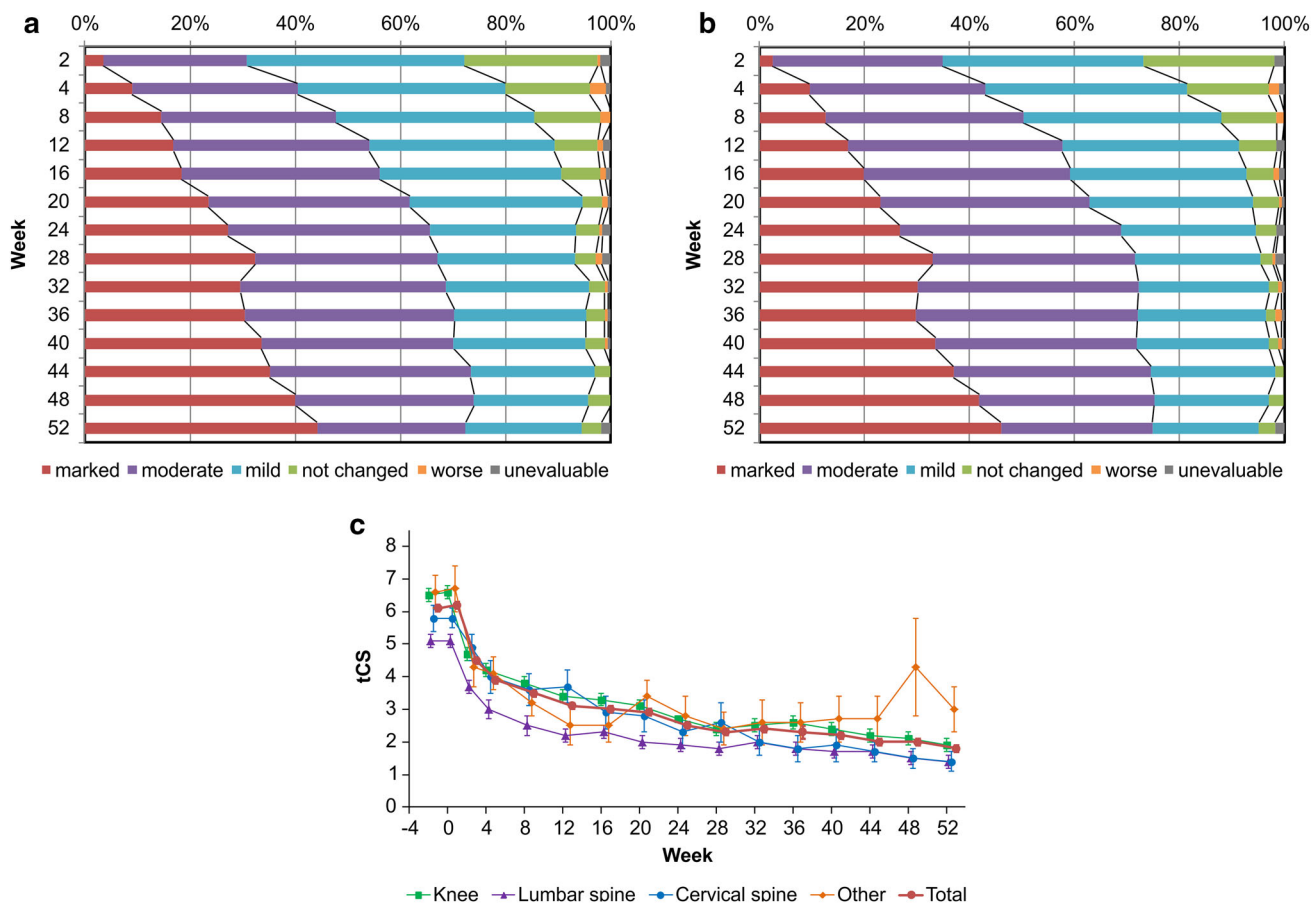 a
0% 20% 40% 60% 80% 100%
Week
2
4
8
12
16
20
24
28
32
36
40
44
48
52
marked moderate mild not changed worse unevaluable
b
0% 20% 40% 60% 80% 100%
Week
2
4
8
12
16
20
24
28
32
36
40
44
48
52
marked moderate mild not changed worse unevaluable
c
tCS
8
7
6
5
4
3
2
1
0
-4 0 4 8 12 16 20 24 28 32 36 40 44 48 52
Week
Knee Lumbar spine Cervical spine Other Total